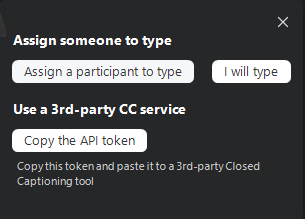 Assign someone to type
Assign a participant to type I will type
Use a 3rd-party CC service
Copy the API token
Copy this token and paste it to a 3rd-party Closed
Captioning tool